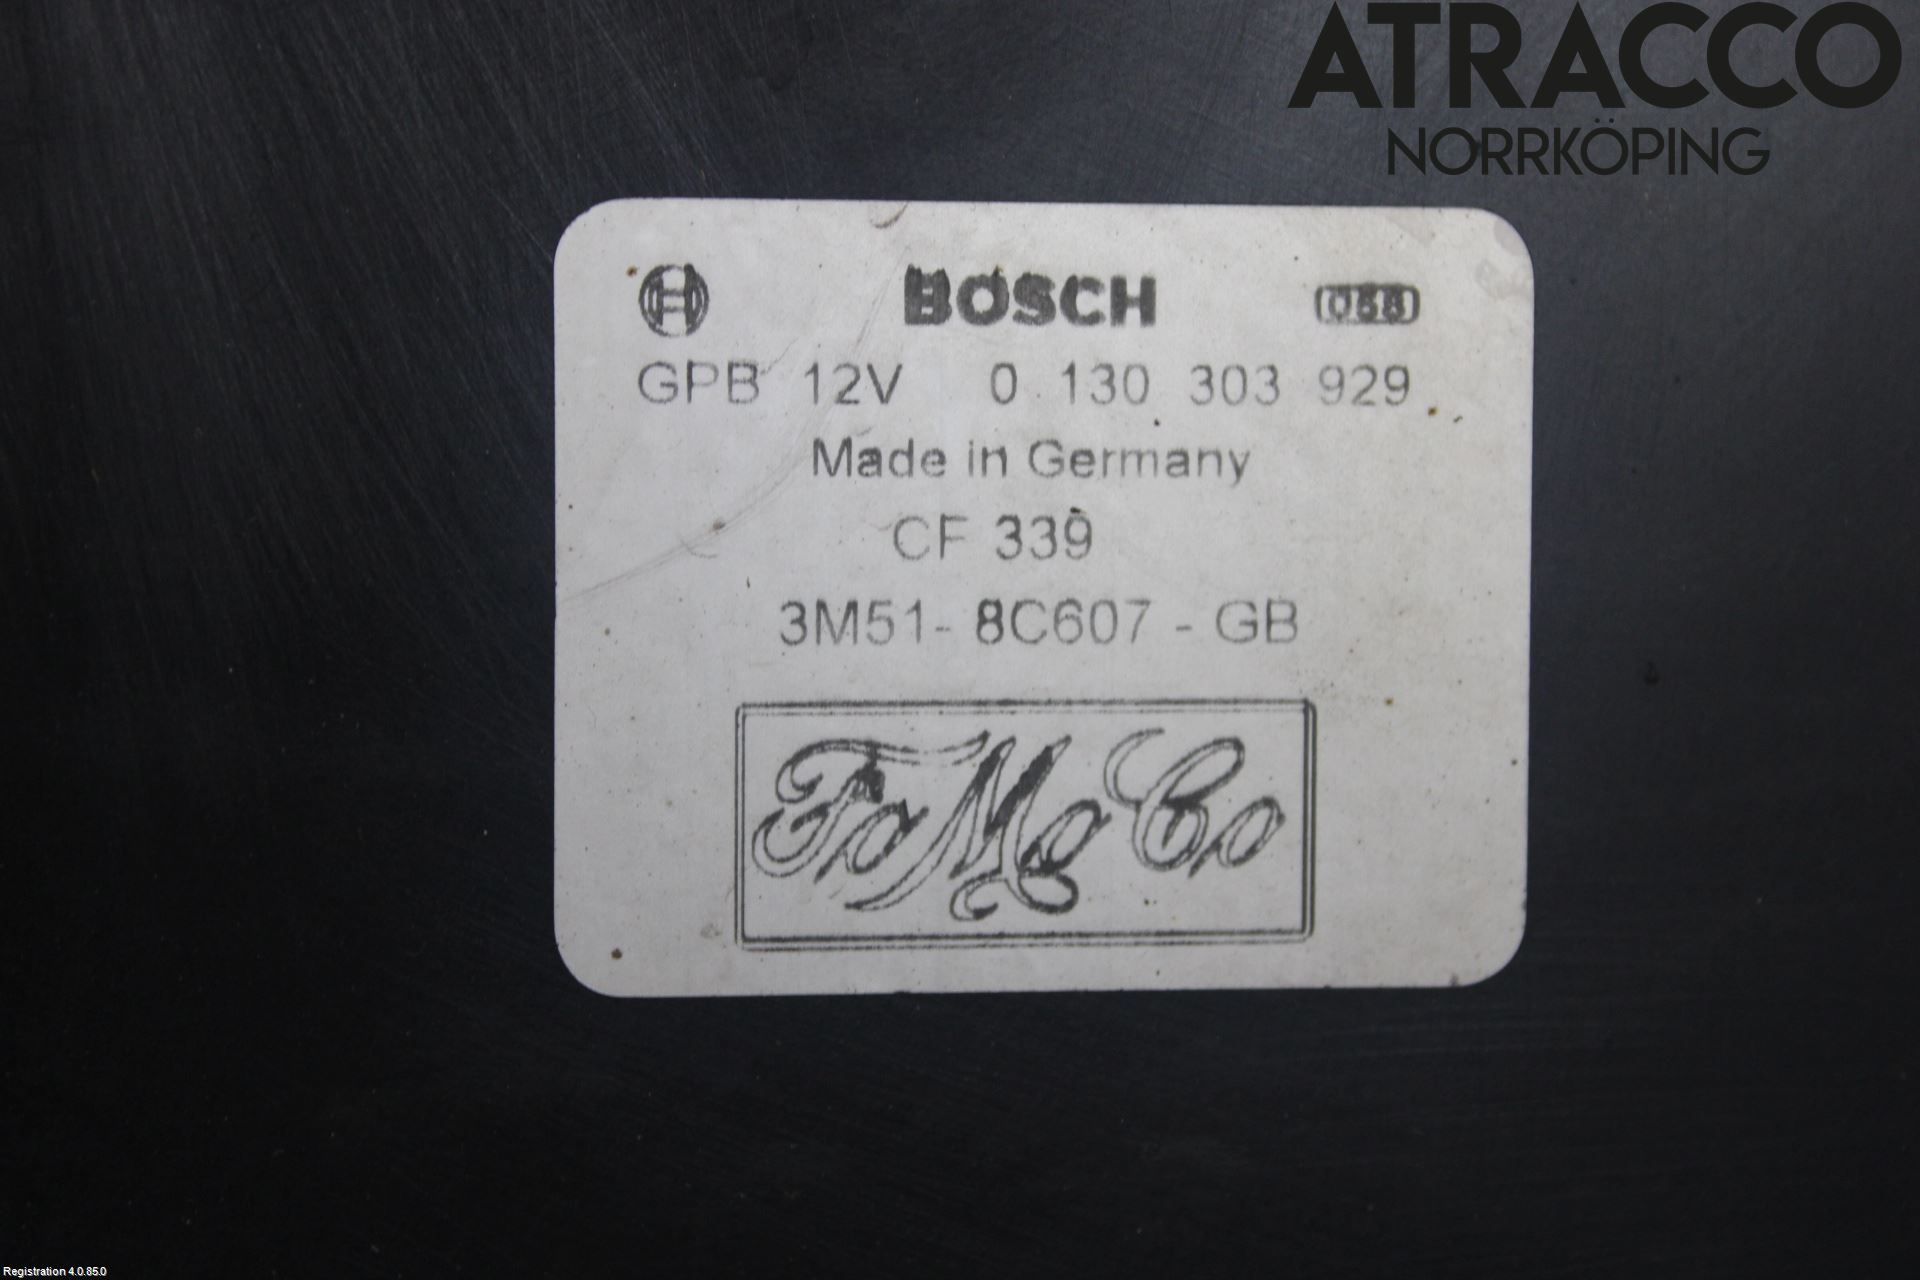 ATRACCO
NORRKÖPING
BOSCH
GPB 12V 0 130 303 929
Made in Germany
CF 339
3M51- 8C607 - GB
FoMoCo
Registration 4.0.85.0